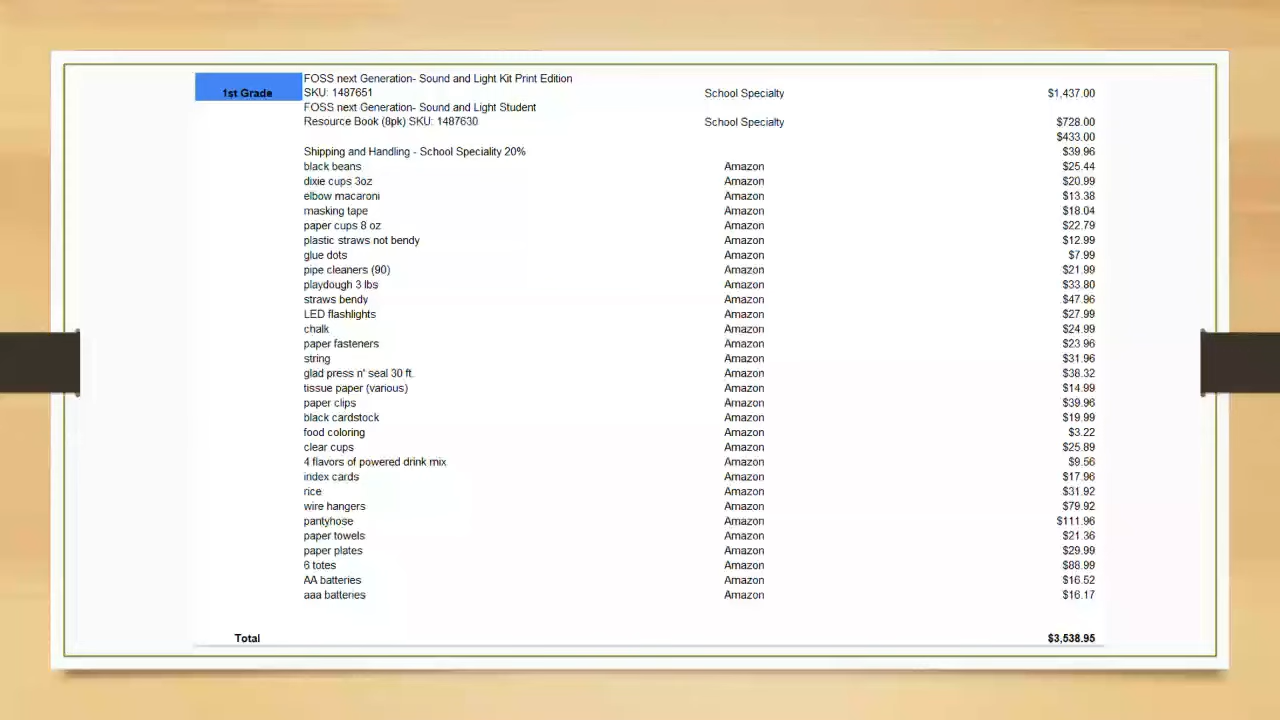 FOSS next Generation- Sound and Light Kit Print Edition
1st Grade SKU: 1487651 School Specialty $1,437.00
FOSS next Generation- Sound and Light Student
Resource Book (8pk) SKU: 1487630 School Specialty $728.00
$433.00
Shipping and Handling - School Speciality 20% $39.96
black beans Amazon $25.44
dixie cups 3oz Amazon $20.99
elbow macaroni Amazon $13.38
masking tape Amazon $18.04
paper cups 8 oz Amazon $22.79
plastic straws not bendy Amazon $12.99
glue dots Amazon $7.99
pipe cleaners (90) Amazon $21.99
playdough 3 lbs Amazon $33.80
straws bendy Amazon $47.96
LED flashlights Amazon $27.99
chalk Amazon $24.99
paper fasteners Amazon $23.96
string Amazon $31.96
glad press n' seal 30 ft. Amazon $38.32
tissue paper (various) Amazon $14.99
paper clips Amazon $39.96
black cardstock Amazon $19.99
food coloring Amazon $3.22
clear cups Amazon $25.89
4 flavors of powered drink mix Amazon $9.56
index cards Amazon $17.96
rice Amazon $31.92
wire hangers Amazon $79.92
pantyhose Amazon $111.96
paper towels Amazon $21.36
paper plates Amazon $29.99
6 totes Amazon $88.99
AA batteries Amazon $16.52
aaa batteries Amazon $16.17
Total $3,538.95